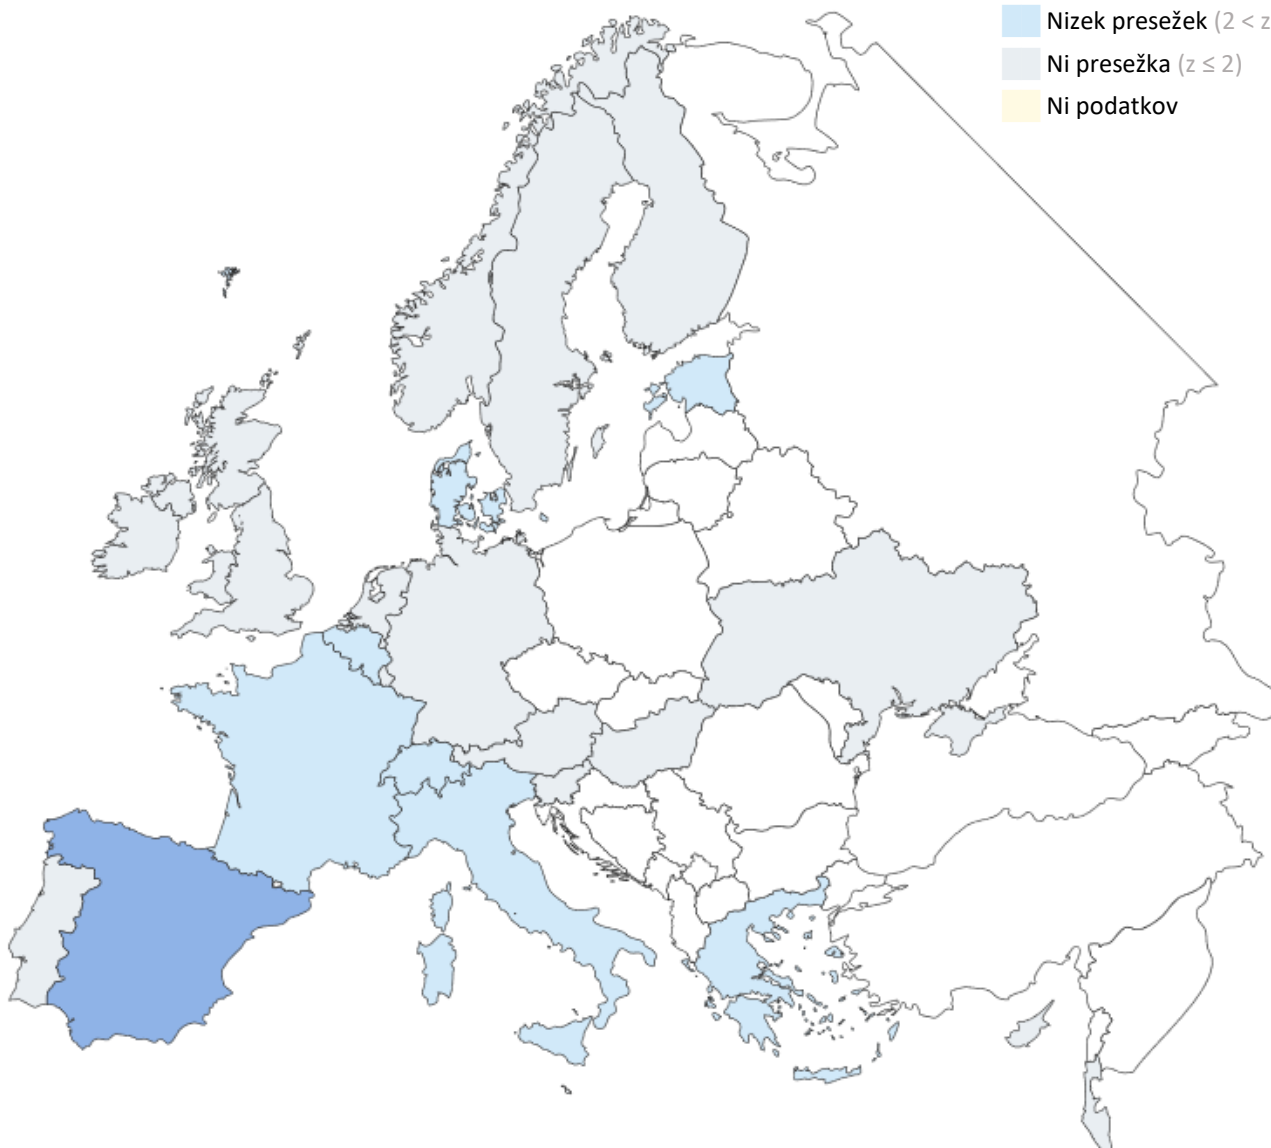 Nizek presežek (2 < z
Ni presežka (z ≤ 2)
Ni podatkov